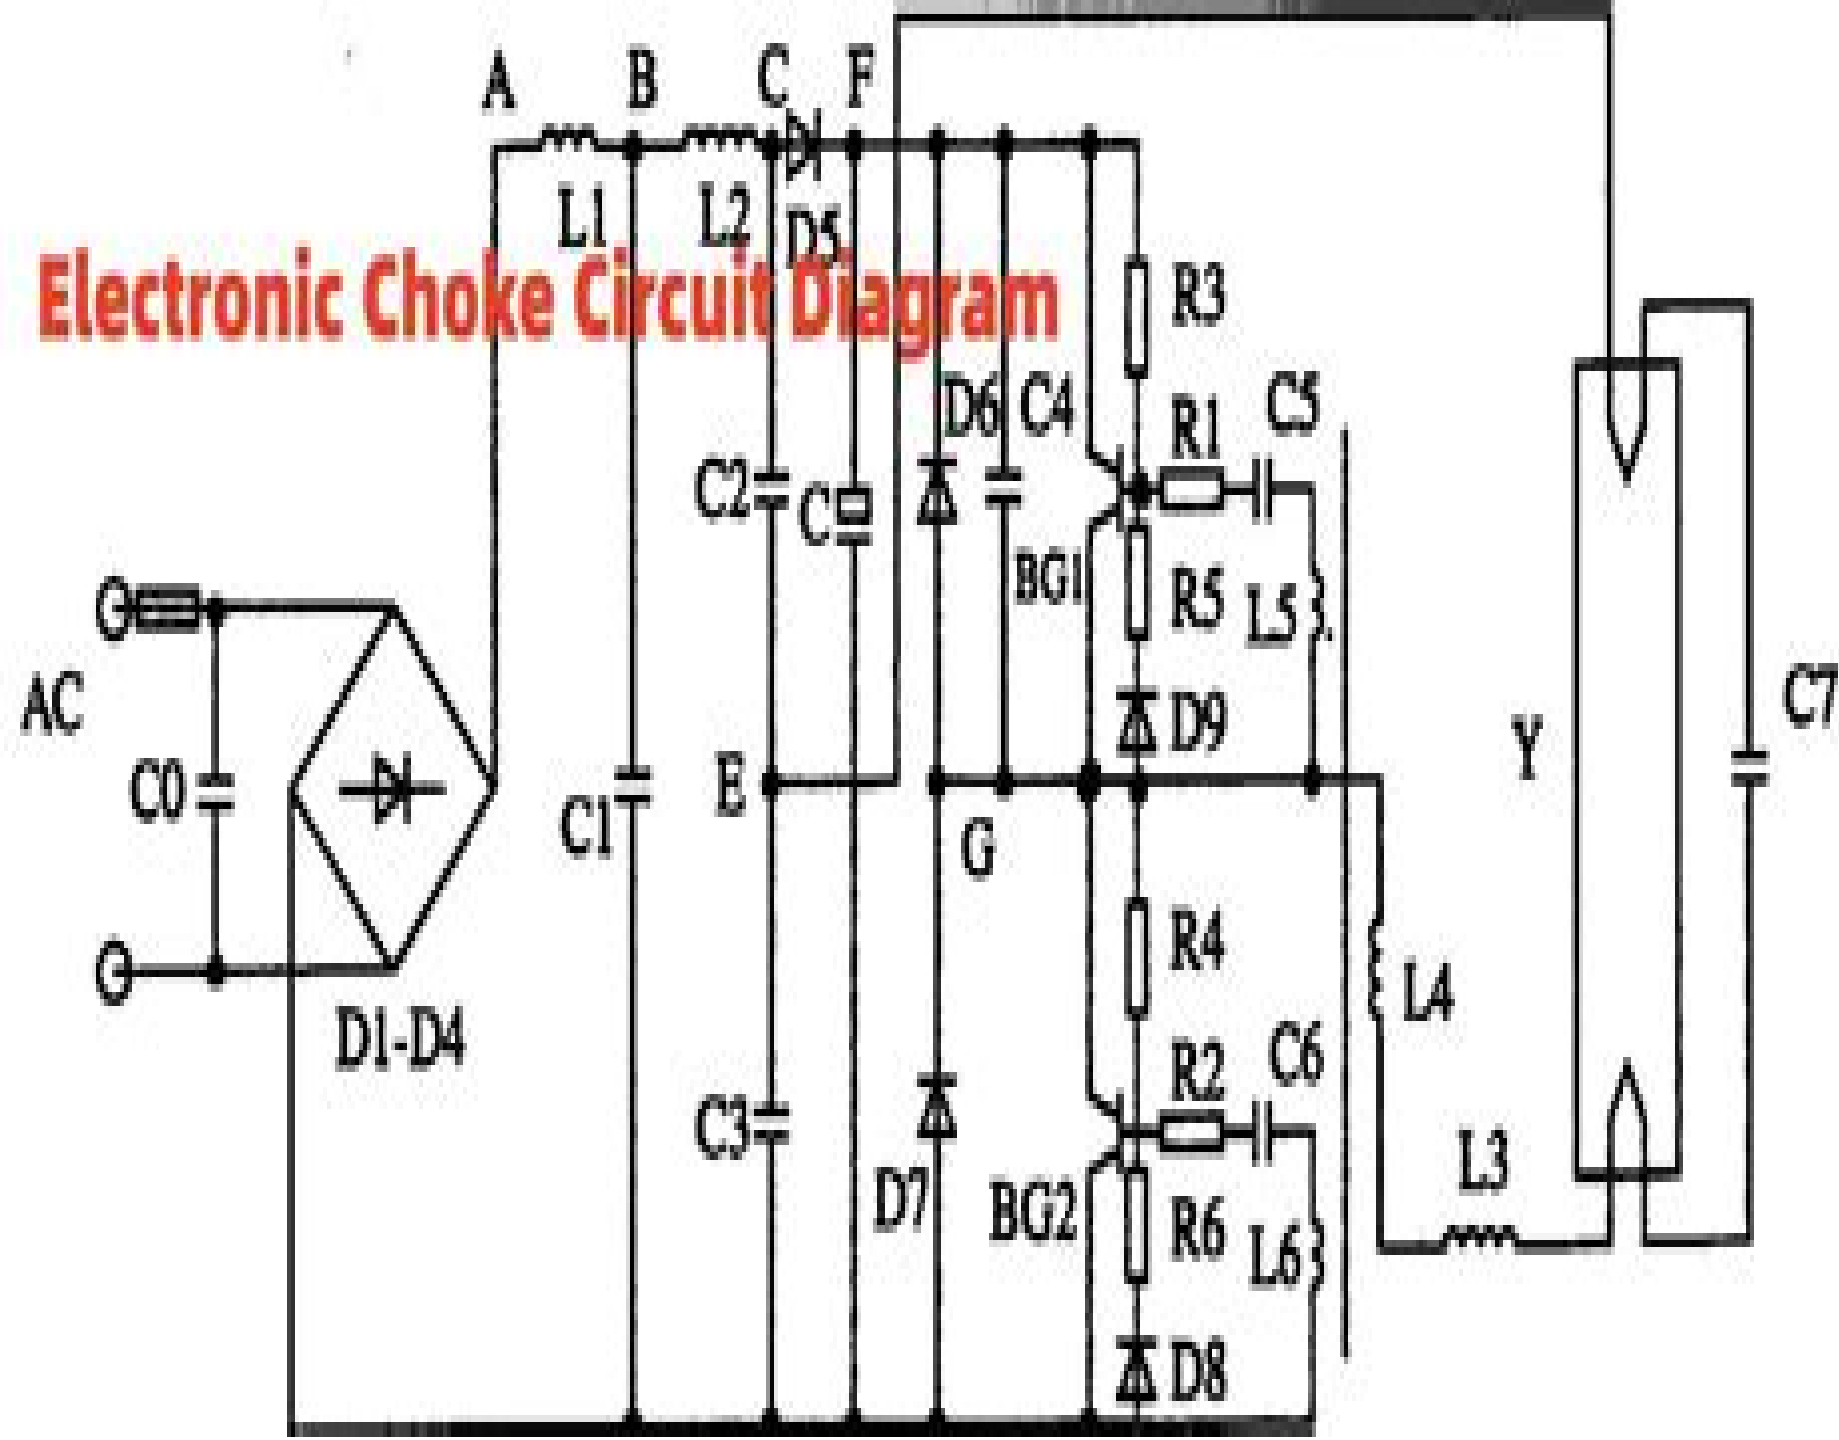 A B C F
L1 L2 D5
Electronic Choke Circuit Diagram
R3
D6 C4 R1 C5
C2 C
BG1 R5 L5
AC
D9
C7
Y
C0 C1 E
G
R4
L4
D1-D4
R2 C6
C3
L3
D7 BG2 R6 L6
D8